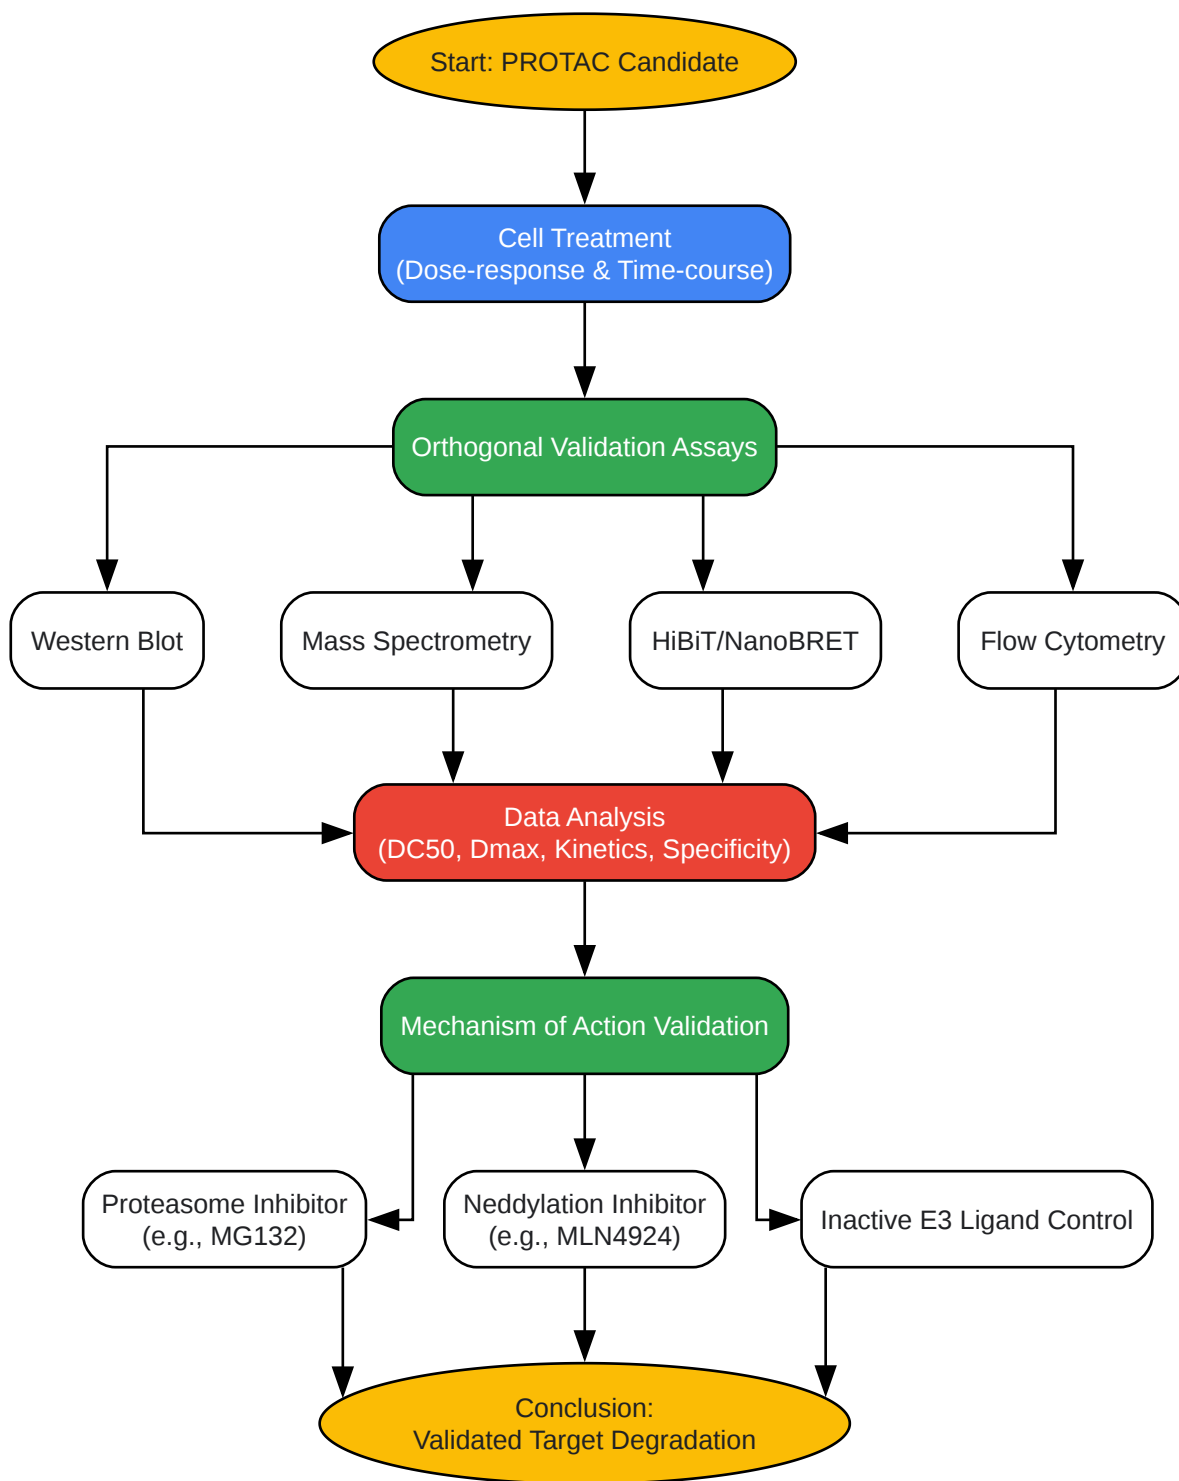 Start: PROTAC Candidate
Cell Treatment
(Dose-response & Time-course)
Orthogonal Validation Assays
Western Blot
Mass Spectrometry
HiBiT/NanoBRET
Flow Cytometry
Data Analysis
(DC50, Dmax, Kinetics, Specificity)
Mechanism of Action Validation
Proteasome Inhibitor
(e.g., MG132)
Neddylation Inhibitor
(e.g., MLN4924)
Inactive E3 Ligand Control
Conclusion:
Validated Target Degradation